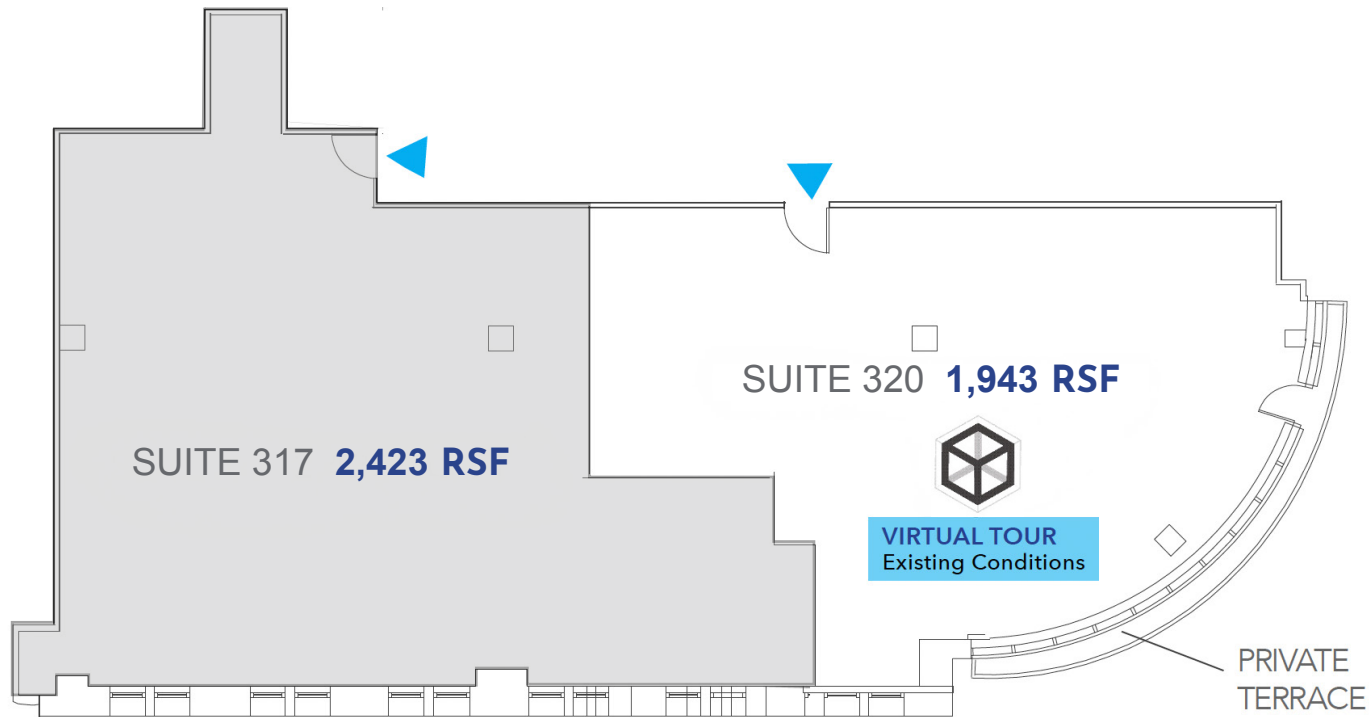 SUITE 320 1,943 RSF
SUITE 317 2,423 RSF
VIRTUAL TOUR
Existing Conditions
PRIVATE
TERRACE